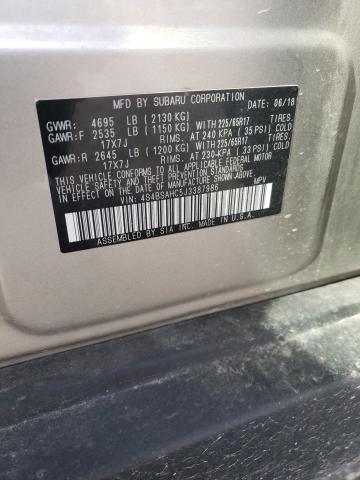 MFD BY SUBARU CORPORATION DATE: 06/18
GVWR: 4695 LB (2130 KG)
GAWR:F 2535 LB (1150 KG) WITH 225/65R17 TIRES.
17X7J RIMS. AT 240 KPA (35 PSI) COLD
GAWR:R 2645 LB (1200 KG) WITH 225/65R17 TIRES.
17X7J RIMS. AT 230 KPA (33 PSI) COLD
THIS VEHICLE CONFORMS TO ALL APPLICABLE FEDERAL MOTOR
VEHICLE SAFETY, BUMPER, AND THEFT PREVENTION STANDARDS
IN EFFECT ON THE DATE OF MANUFACTURE SHOWN ABOVE.
VIN: 4S4BSAHC5J3387986 MPV
ASSEMBLED BY SIA INC. MADE IN U.S.A.